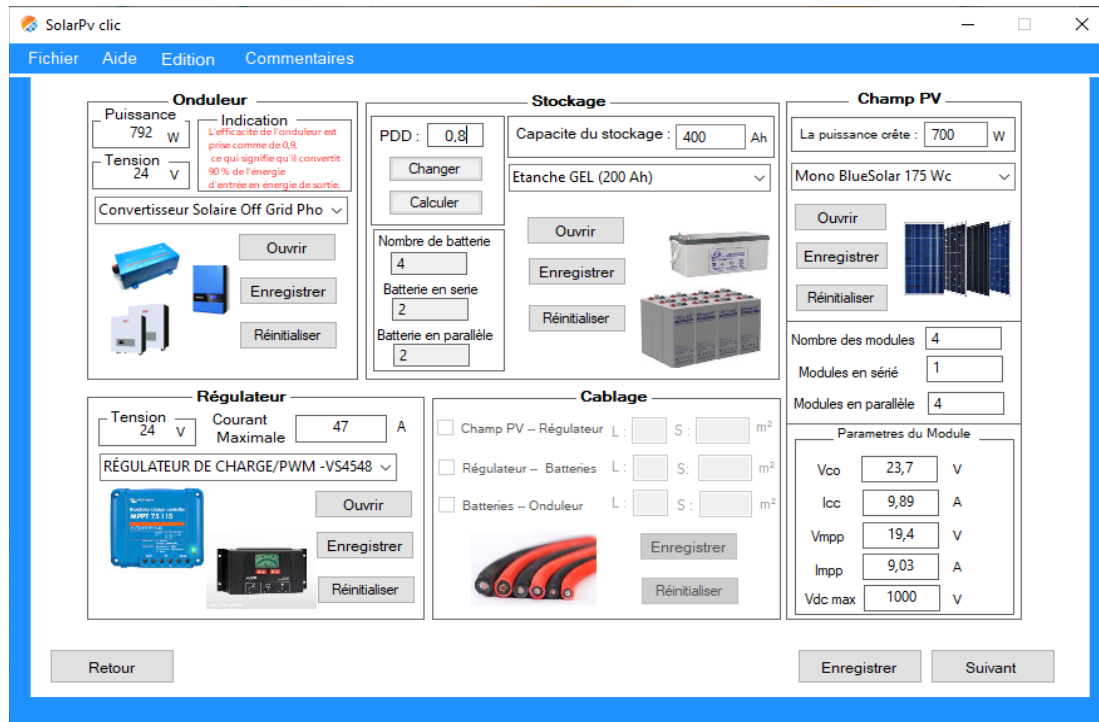 SolarPv clic
Fichier Aide Edition Commentaires
Onduleur
Puissance
792 W
Tension
24 V
Indication
L'efficacité de l'onduleur est
prise comme de 0,9,
ce qui signifie qu'il convertit
90 % de l'énergie
d'entrée en énergie de sortie.
Convertisseur Solaire Off Grid Pho
Ouvrir
Enregistrer
Réinitialiser
Stockage
PDD : 0.8
Changer
Calculer
Capacite du stockage : 400 Ah
Etanche GEL (200 Ah)
Nombre de batterie
4
Batterie en serie
2
Batterie en parallèle
2
Ouvrir
Enregistrer
Réinitialiser
Champ PV
La puissance crête : 700 W
Mono BlueSolar 175 Wc
Ouvrir
Enregistrer
Réinitialiser
Nombre des modules 4
Modules en sérié 1
Modules en parallèle 4
Parametres du Module
Vco 23,7 V
Icc 9,89 A
Vmpp 19,4 V
Impp 9,03 A
Vdc max 1000 V
Régulateur
Tension
24 V
Courant
Maximale 47 A
RÉGULATEUR DE CHARGE/PWM -VS4548
MPPT 75 | 15
Ouvrir
Enregistrer
Réinitialiser
Cablage
Champ PV -- Régulateur L : S : m²
Régulateur -- Batteries L : S: m²
Batteries -- Onduleur L : S : m²
Enregistrer
Réinitialiser
Retour
Enregistrer
Suivant